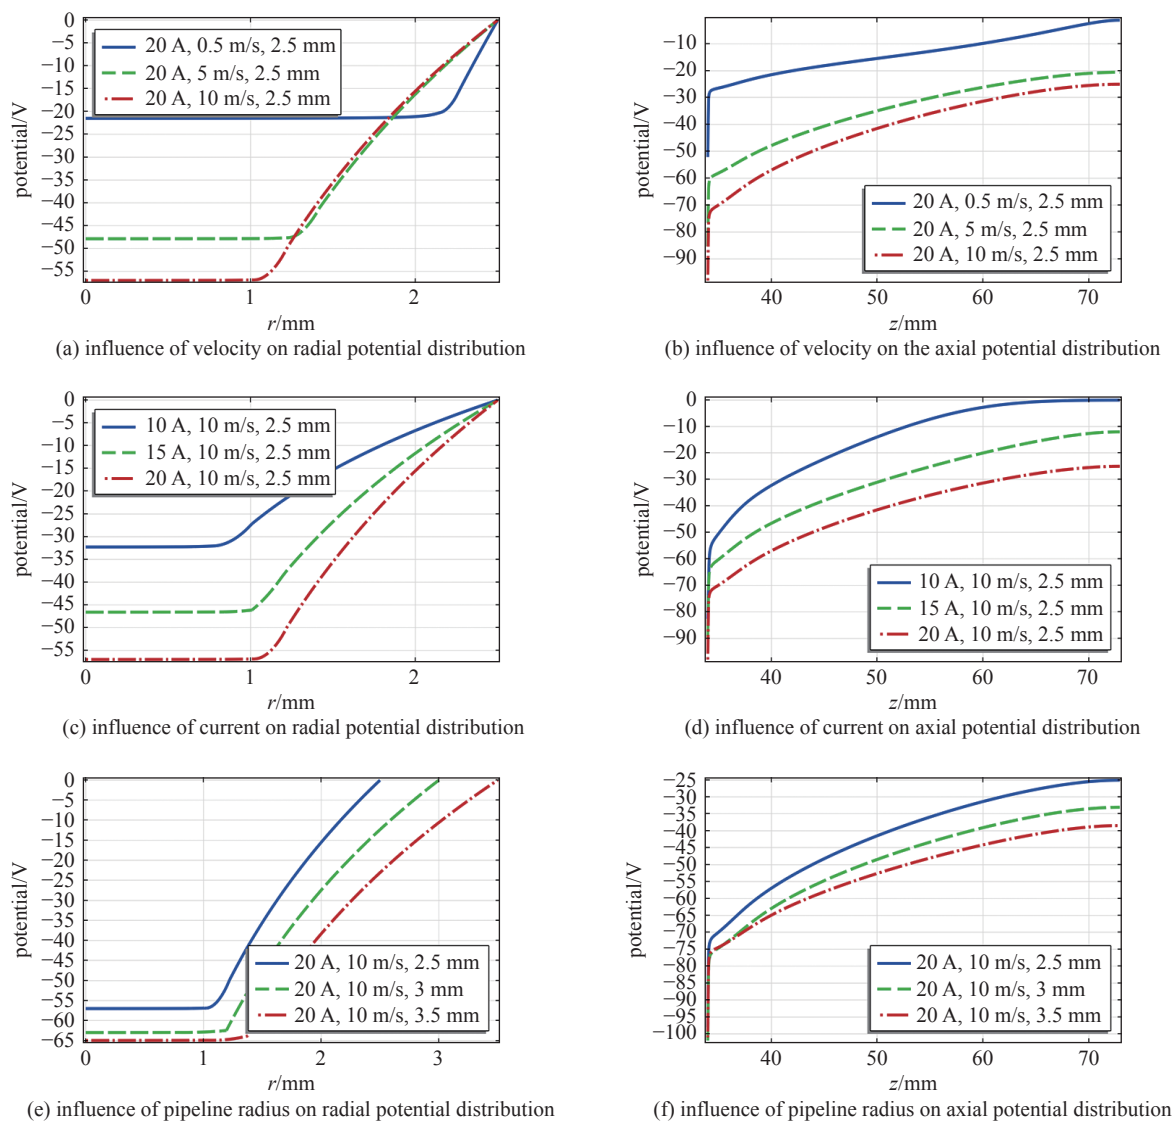 0
−5
−10
−15
−20
−25
−30
−35
−40
−45
−50
−55
potential/V
20 A, 0.5 m/s, 2.5 mm
20 A, 5 m/s, 2.5 mm
20 A, 10 m/s, 2.5 mm
0
1
2
r/mm
(a) influence of velocity on radial potential distribution
−10
−20
−30
−40
−50
−60
−70
−80
−90
potential/V
20 A, 0.5 m/s, 2.5 mm
20 A, 5 m/s, 2.5 mm
20 A, 10 m/s, 2.5 mm
40
50
60
70
z/mm
(b) influence of velocity on the axial potential distribution
0
−5
−10
−15
−20
−25
−30
−35
−40
−45
−50
−55
potential/V
10 A, 10 m/s, 2.5 mm
15 A, 10 m/s, 2.5 mm
20 A, 10 m/s, 2.5 mm
0
1
2
r/mm
(c) influence of current on radial potential distribution
0
−10
−20
−30
−40
−50
−60
−70
−80
−90
potential/V
10 A, 10 m/s, 2.5 mm
15 A, 10 m/s, 2.5 mm
20 A, 10 m/s, 2.5 mm
40
50
60
70
z/mm
(d) influence of current on axial potential distribution
0
−5
−10
−15
−20
−25
−30
−35
−40
−45
−50
−55
−60
−65
potential/V
20 A, 10 m/s, 2.5 mm
20 A, 10 m/s, 3 mm
20 A, 10 m/s, 3.5 mm
0
1
2
3
r/mm
(e) influence of pipeline radius on radial potential distribution
−25
−30
−35
−40
−45
−50
−55
−60
−65
−70
−75
−80
−85
−90
−95
−100
potential/V
20 A, 10 m/s, 2.5 mm
20 A, 10 m/s, 3 mm
20 A, 10 m/s, 3.5 mm
40
50
60
70
z/mm
(f) influence of pipeline radius on axial potential distribution